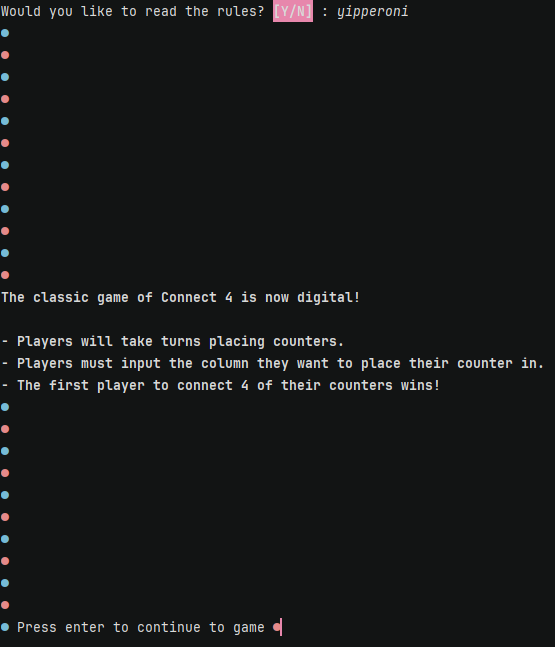 Would you like to read the rules? [Y/N] : yipperoni
The classic game of Connect 4 is now digital!
- Players will take turns placing counters.
- Players must input the column they want to place their counter in.
- The first player to connect 4 of their counters wins!
Press enter to continue to game